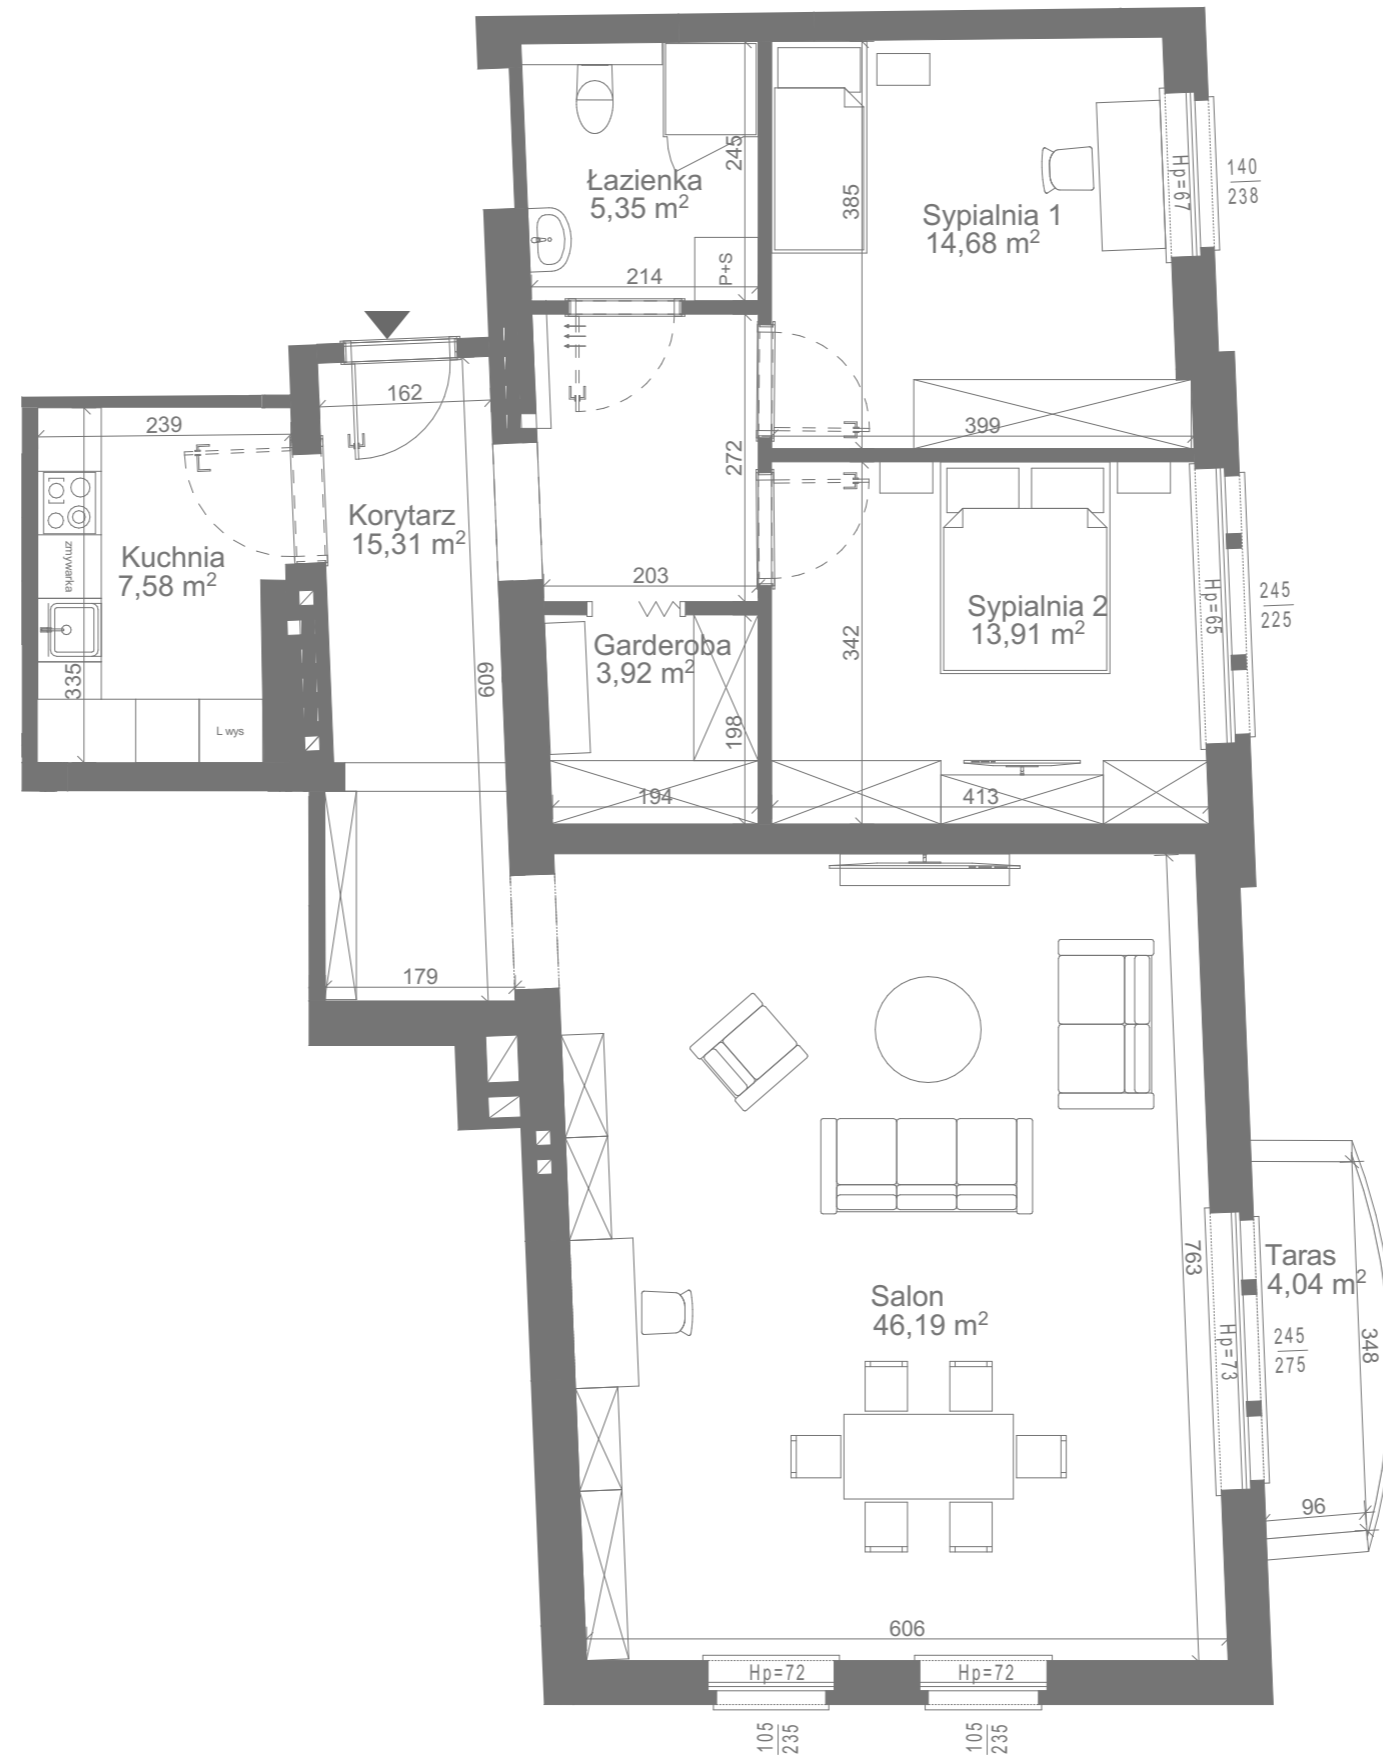 Łazienka
5,35 m²
245
214
P+S
385
Sypialnia 1
14,68 m²
Hp=67
140
238
399
162
239
272
Korytarz
15,31 m²
zmywarka
Kuchnia
7,58 m²
335
L wys
609
203
Garderoba
3,92 m²
198
194
342
Sypialnia 2
13,91 m²
Hp=65
245
225
413
179
Salon
46,19 m²
763
Hp=73
Taras
4,04 m²
245
275
348
96
606
Hp=72
Hp=72
105
235
105
235